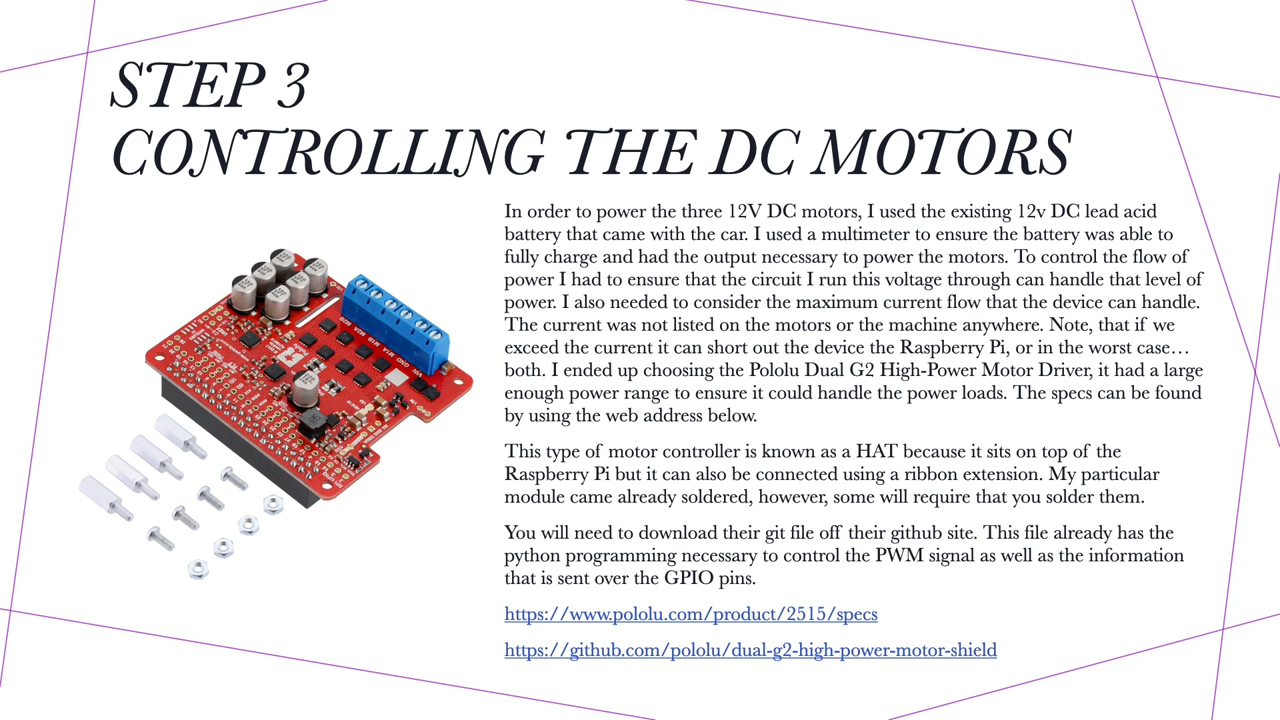 STEP 3
CONTROLLING THE DC MOTORS
In order to power the three 12V DC motors, I used the existing 12v DC lead acid
battery that came with the car. I used a multimeter to ensure the battery was able to
fully charge and had the output necessary to power the motors. To control the flow of
power I had to ensure that the circuit I run this voltage through can handle that level of
power. I also needed to consider the maximum current flow that the device can handle.
The current was not listed on the motors or the machine anywhere. Note, that if we
exceed the current it can short out the device the Raspberry Pi, or in the worst case…
both. I ended up choosing the Pololu Dual G2 High-Power Motor Driver, it had a large
enough power range to ensure it could handle the power loads. The specs can be found
by using the web address below.
This type of motor controller is known as a HAT because it sits on top of the
Raspberry Pi but it can also be connected using a ribbon extension. My particular
module came already soldered, however, some will require that you solder them.
You will need to download their git file off their github site. This file already has the
python programming necessary to control the PWM signal as well as the information
that is sent over the GPIO pins.
https://www.pololu.com/product/2515/specs
https://github.com/pololu/dual-g2-high-power-motor-shield